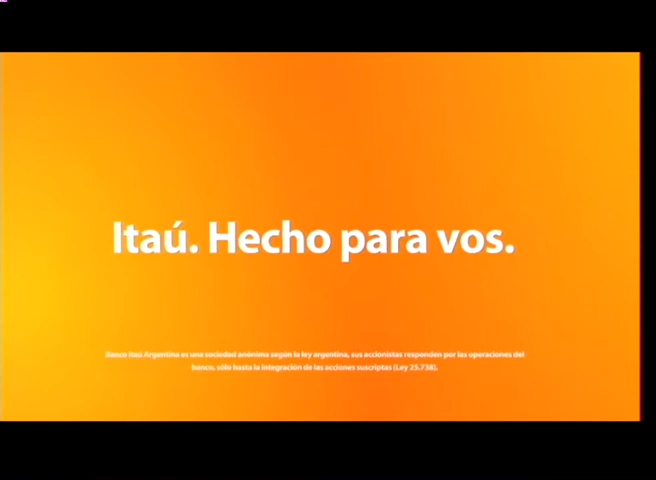 Itaú. Hecho para vos.
Banco Itaú Argentina es una sociedad anónima según la ley argentina, sus accionistas responden por las operaciones del
banco, sólo hasta la integración de las acciones suscriptas (Ley 25.738).